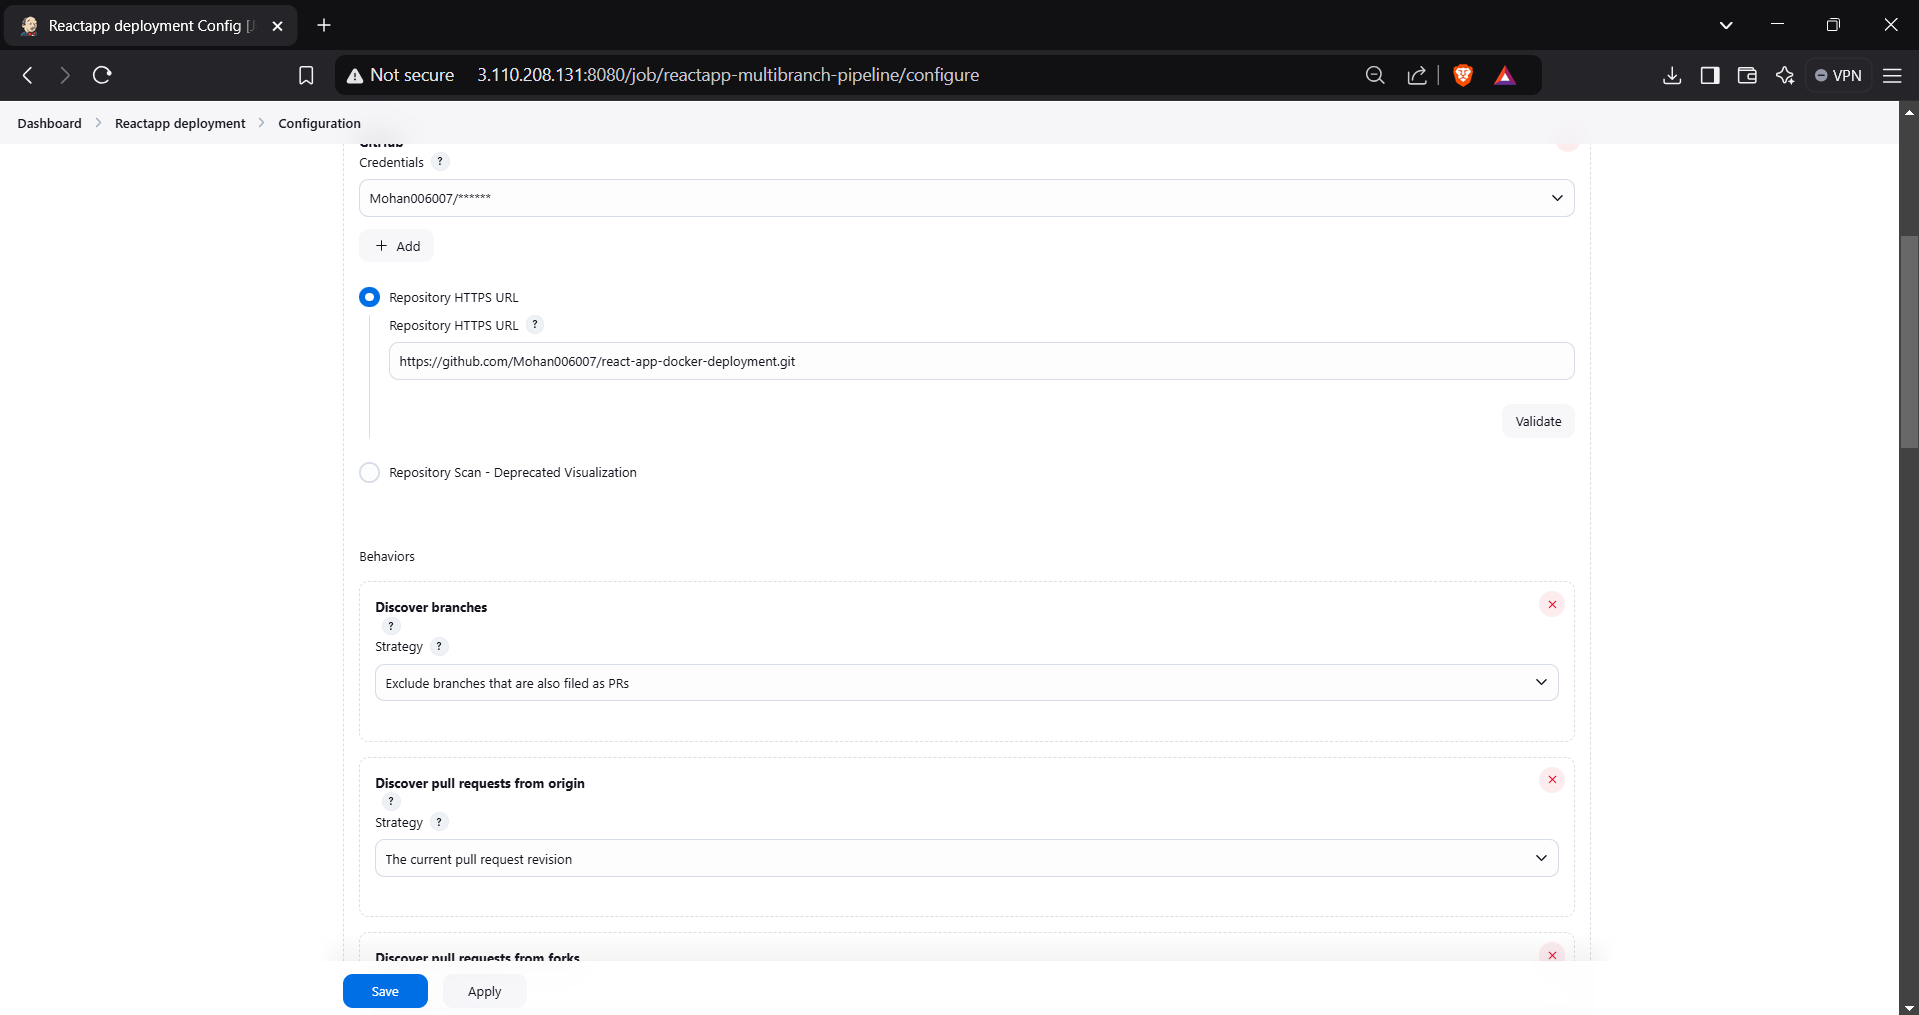 Reactapp deployment Config [J
Not secure 3.110.208.131:8080/job/reactapp-multibranch-pipeline/configure
VPN
Dashboard > Reactapp deployment > Configuration
GitHub
Credentials ?
Mohan006007/******
+ Add
Repository HTTPS URL
Repository HTTPS URL ?
https://github.com/Mohan006007/react-app-docker-deployment.git
Validate
Repository Scan - Deprecated Visualization
Behaviors
Discover branches
?
Strategy ?
Exclude branches that are also filed as PRs
Discover pull requests from origin
?
Strategy ?
The current pull request revision
Discover pull requests from forks
Save
Apply